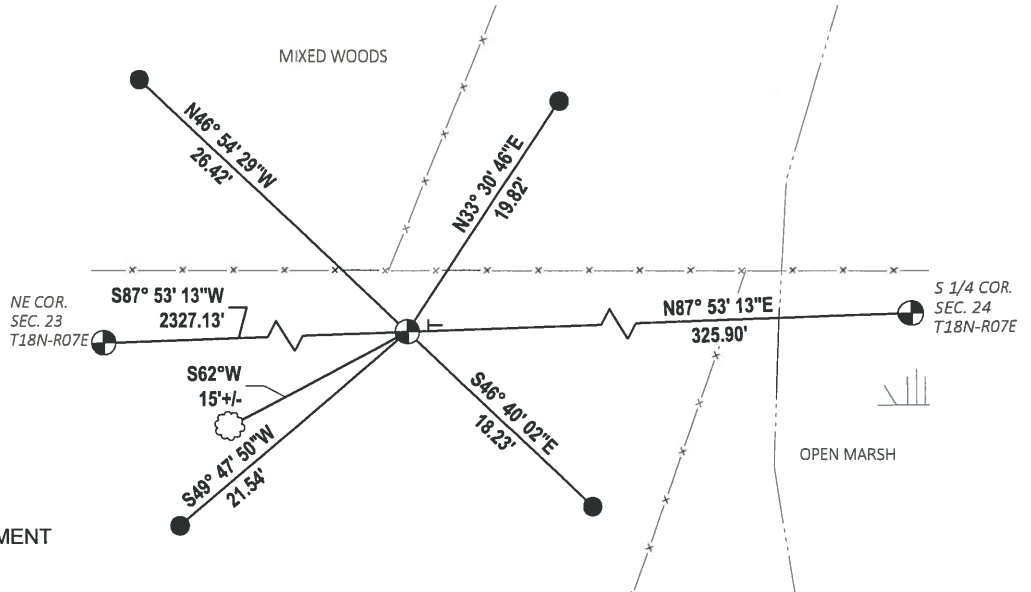 MIXED WOODS
N46° 54' 29"W
26.42'
N33° 30' 46"E
19.82'
NE COR.
SEC. 23
T18N-R07E
S87° 53' 13"W
2327.13'
N87° 53' 13"E
325.90'
S 1/4 COR.
SEC. 24
T18N-R07E
S62°W
15'+/-
S46° 40' 02"E
18.23'
S49° 47' 50"W
21.54'
OPEN MARSH
MENT